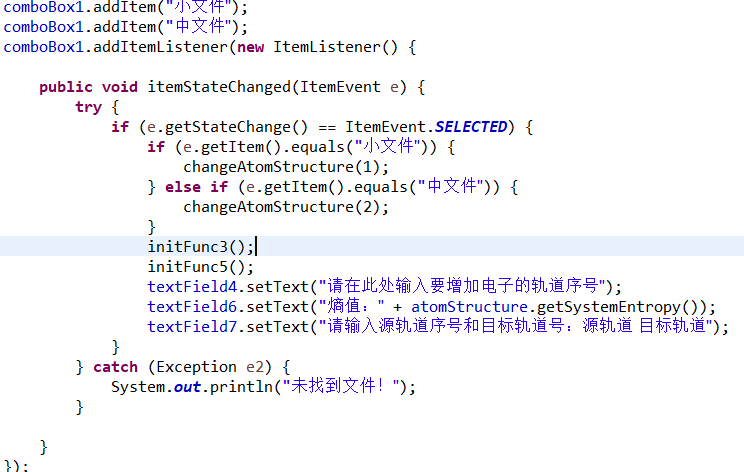 comboBox1.addItem("小文件");
comboBox1.addItem("中文件");
comboBox1.addItemListener(new ItemListener() {
public void itemStateChanged(ItemEvent e) {
try {
if (e.getStateChange() == ItemEvent.SELECTED) {
if (e.getItem().equals("小文件")) {
changeAtomStructure(1);
} else if (e.getItem().equals("中文件")) {
changeAtomStructure(2);
}
initFunc3();
initFunc5();
textField4.setText("请在此处输入要增加电子的轨道序号");
textField6.setText("熵值：" + atomStructure.getSystemEntropy());
textField7.setText("请输入源轨道序号和目标轨道号：源轨道 目标轨道");
}
} catch (Exception e2) {
System.out.println("未找到文件！");
}
}
});